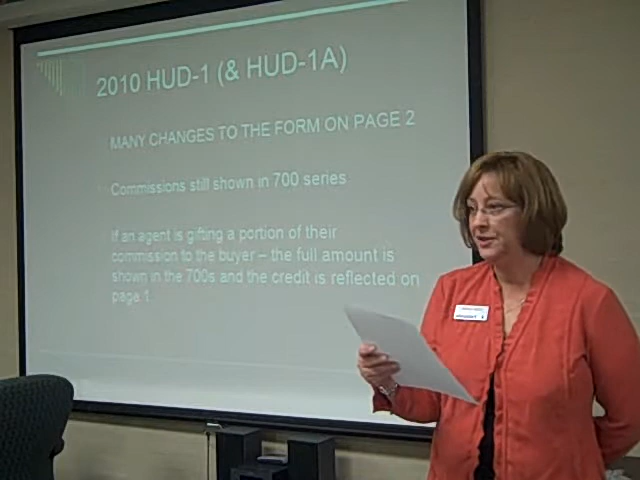 2010 HUD-1 (& HUD-1A)
MANY CHANGES TO THE FORM ON PAGE 2
Commissions still shown in 700 series
If an agent is gifting a portion of their
commission to the buyer – the full amount is
shown in the 700s and the credit is reflected on
page 1.